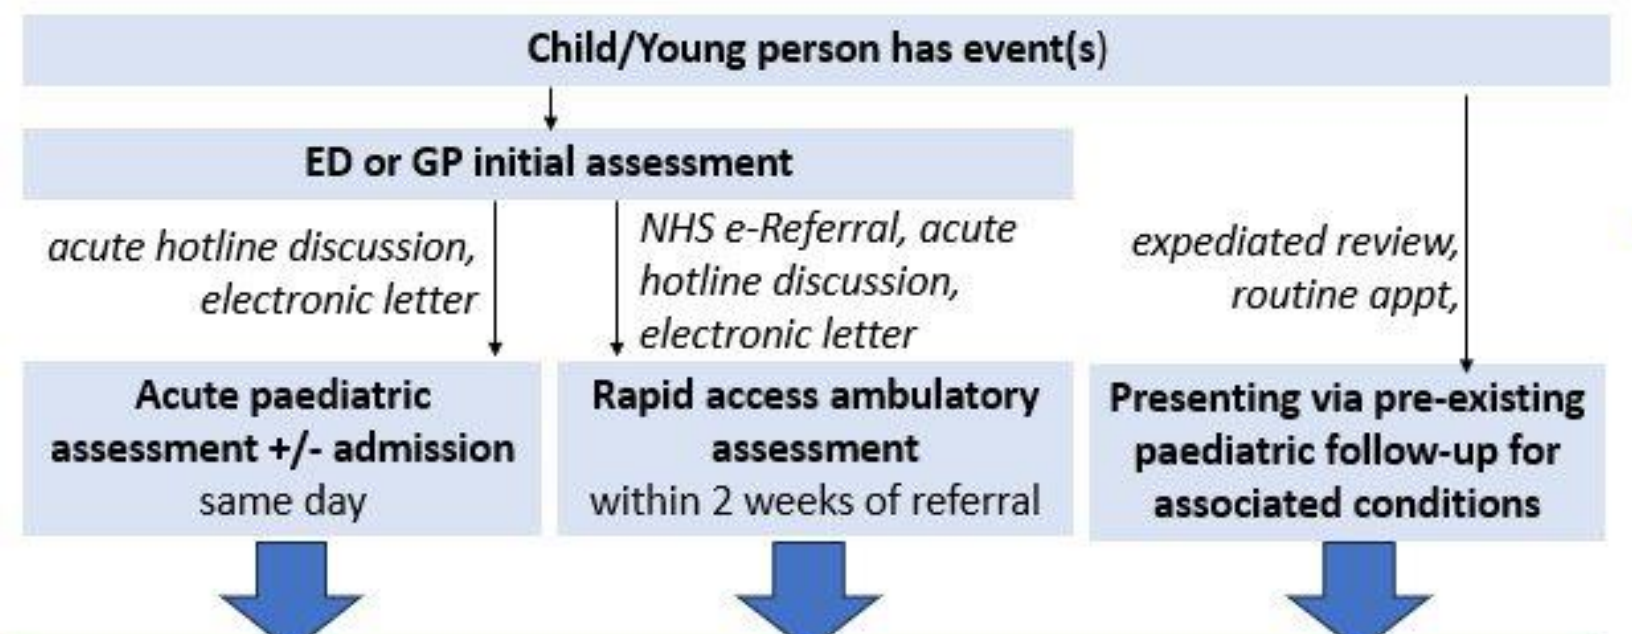 Child/Young person has event(s)
ED or GP initial assessment
acute hotline discussion,
electronic letter
NHS e-Referral, acute
hotline discussion,
electronic letter
expediated review,
routine appt,
Acute paediatric
assessment +/- admission
same day
Rapid access ambulatory
assessment
within 2 weeks of referral
Presenting via pre-existing
paediatric follow-up for
associated conditions